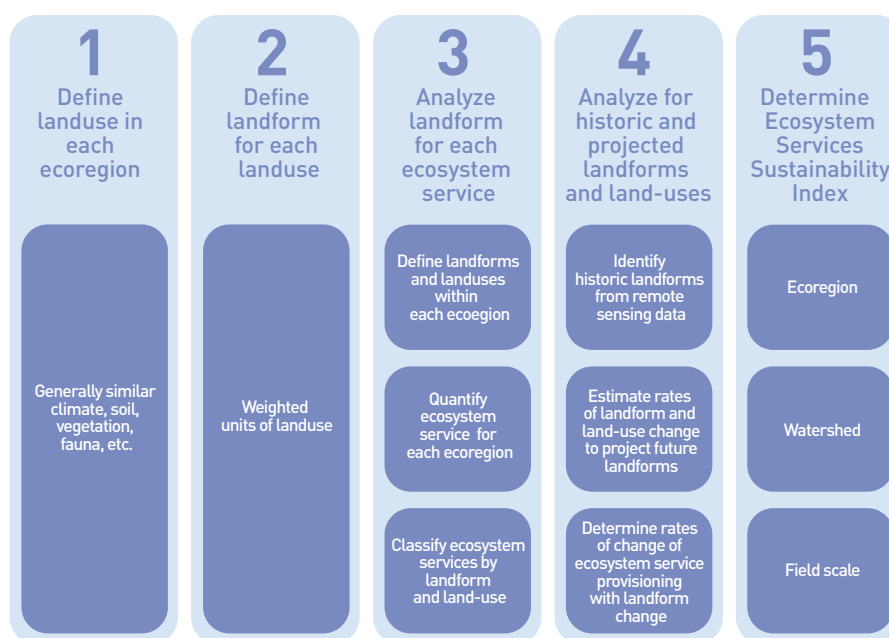 1
Define
landuse in
each
ecoregion
Generally similar
climate, soil,
vegetation,
fauna, etc.
2
Define
landform
for each
landuse
Weighted
units of landuse
3
Analyze
landform
for each
ecosystem
service
Define landforms
and landuses
within
each ecoegion
Quantify
ecosystem
service for
each ecoregion
Classify ecosystem
services by
landform
and land-use
4
Analyze for
historic and
projected
landforms
and land-uses
Identify
historic landforms
from remote
sensing data
Estimate rates
of landform and
land-use change
to project future
landforms
Determine rates
of change of
ecosystem service
provisioning
with landform
change
5
Determine
Ecosystem
Services
Sustainability
Index
Ecoregion
Watershed
Field scale